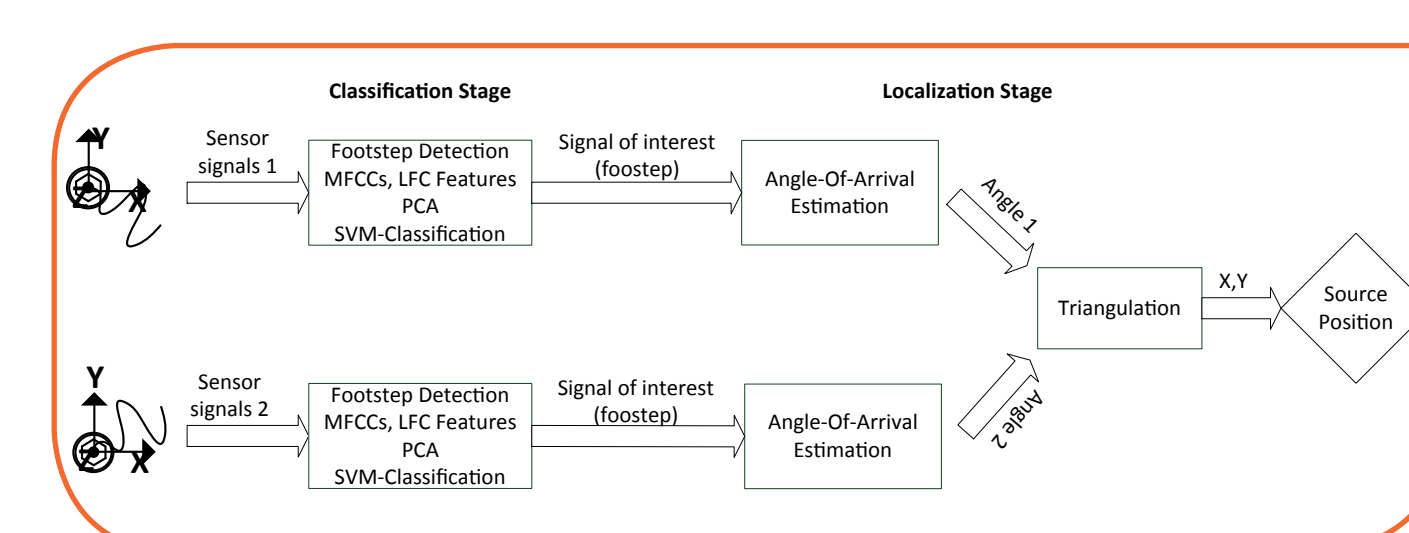 Classification Stage
Localization Stage
Y
X
Z
Sensor
signals 1
Footstep Detection
MFCCs, LFC Features
PCA
SVM-Classification
Signal of interest
(foostep)
Angle-Of-Arrival
Estimation
Angle 1
Triangulation
X,Y
Source
Position
Y
X
Z
Sensor
signals 2
Footstep Detection
MFCCs, LFC Features
PCA
SVM-Classification
Signal of interest
(foostep)
Angle-Of-Arrival
Estimation
Angle 2